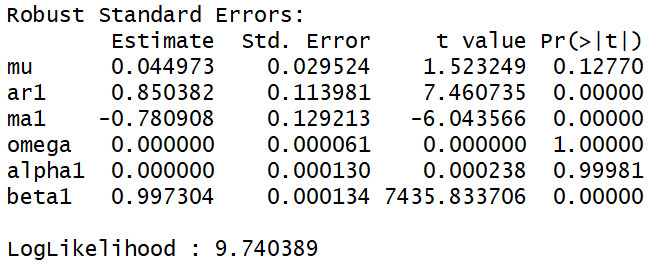 Robust Standard Errors:
        Estimate  Std. Error     t value Pr(>|t|)
mu      0.044973    0.029524    1.523249  0.12770
ar1     0.850382    0.113981    7.460735  0.00000
ma1    -0.780908    0.129213   -6.043566  0.00000
omega   0.000000    0.000061    0.000000  1.00000
alpha1  0.000000    0.000130    0.000238  0.99981
beta1   0.997304    0.000134 7435.833706  0.00000
LogLikelihood : 9.740389